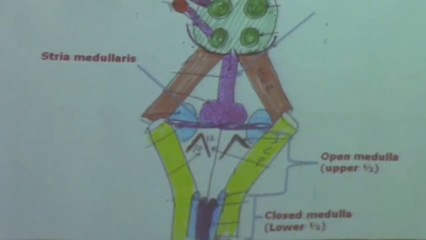 Stria medullaris
Open medulla
(upper ½)
Closed medulla
(Lower ½)